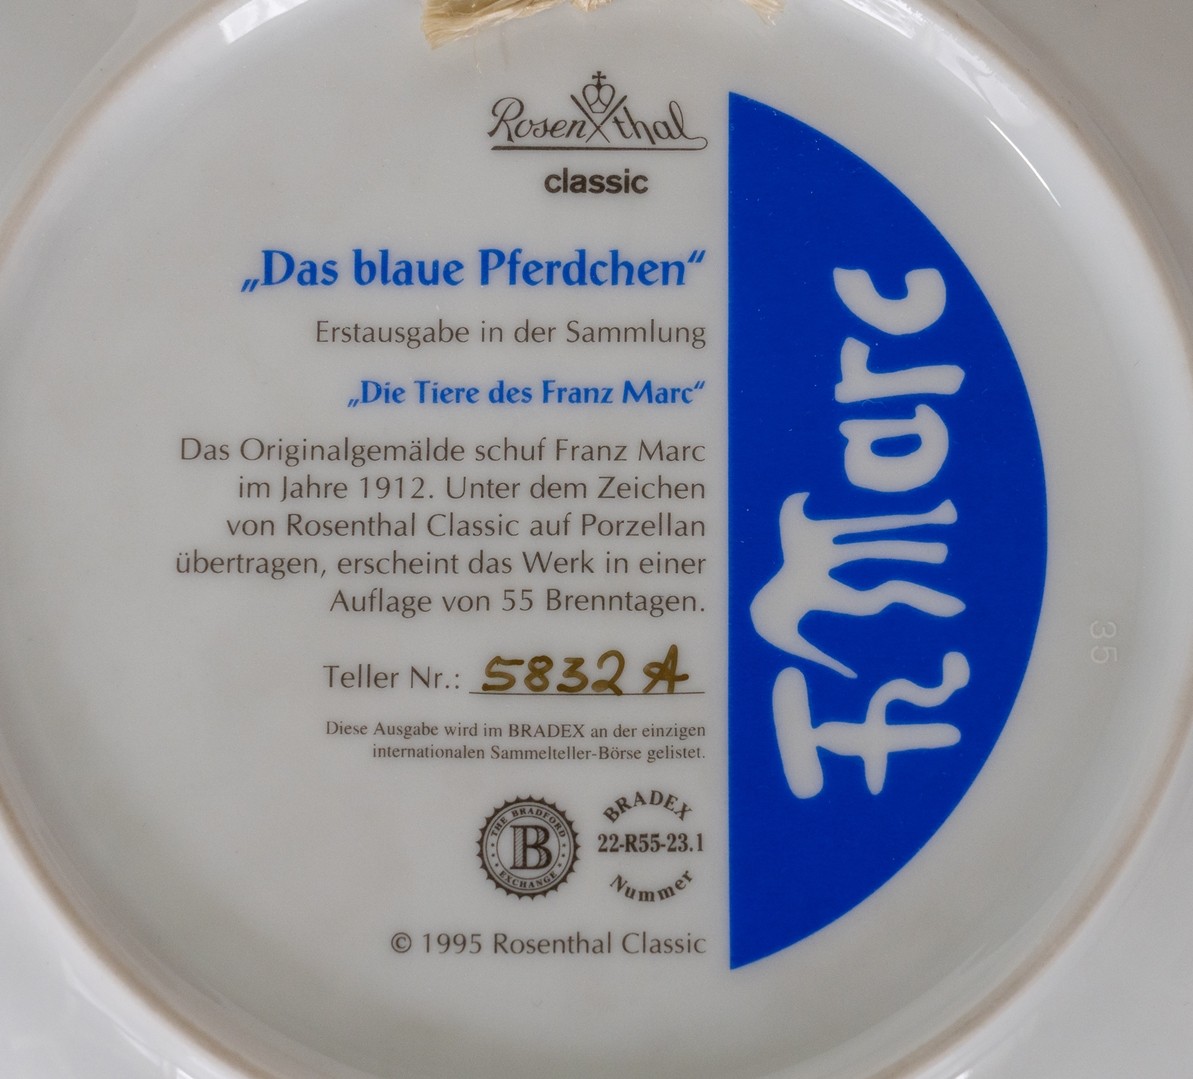 Rosenthal
classic
„Das blaue Pferdchen“
Erstausgabe in der Sammlung
„Die Tiere des Franz Marc“
Das Originalgemälde schuf Franz Marc
im Jahre 1912. Unter dem Zeichen
von Rosenthal Classic auf Porzellan
übertragen, erscheint das Werk in einer
Auflage von 55 Brenntagen.
Teller Nr.: 5832 A
Diese Ausgabe wird im BRADEX an der einzigen
internationalen Sammelteller-Börse gelistet.
THE BRADFORD
B
EXCHANGE
BRADEX
22-R55-23.1
Nummer
© 1995 Rosenthal Classic
Fz Marc
35